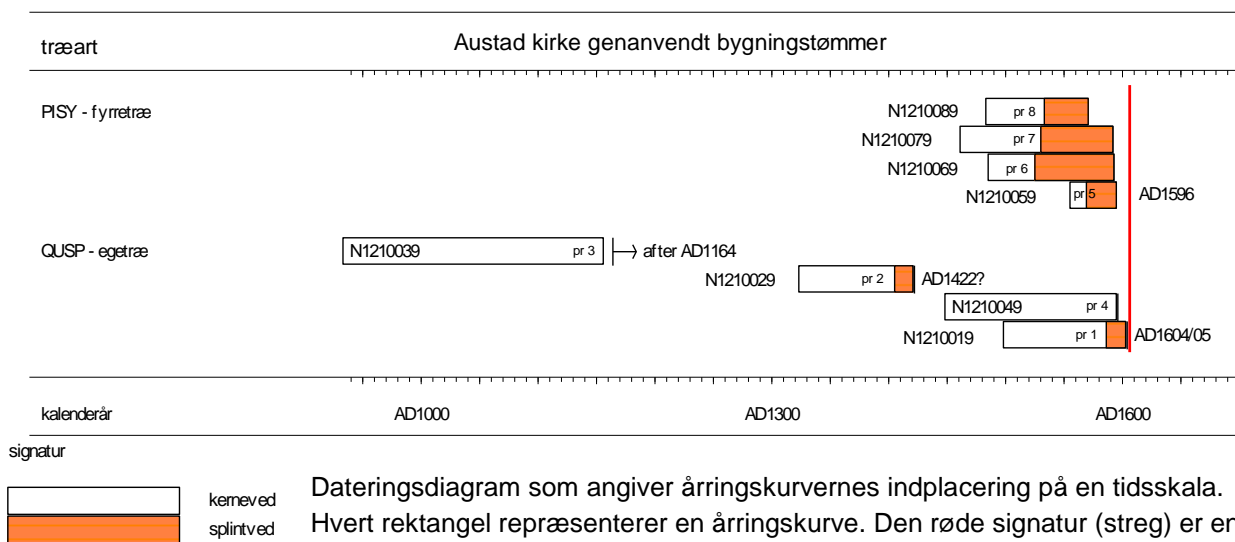 træart Austad kirke genanvendt bygningstømmer
PISY - fyrretræ
N1210089 pr 8
N1210079 pr 7
N1210069 pr 6
N1210059 pr 5 AD1596
QUSP - egetræ N1210039 pr 3 after AD1164
N1210029 pr 2 AD1422?
N1210049 pr 4
N1210019 pr 1 AD1604/05
kalenderår AD1000 AD1300 AD1600
signatur
kerneved
splintved
Dateringsdiagram som angiver årringskurvernes indplacering på en tidsskala.
Hvert rektangel repræsenterer en årringskurve. Den røde signatur (streg) er en